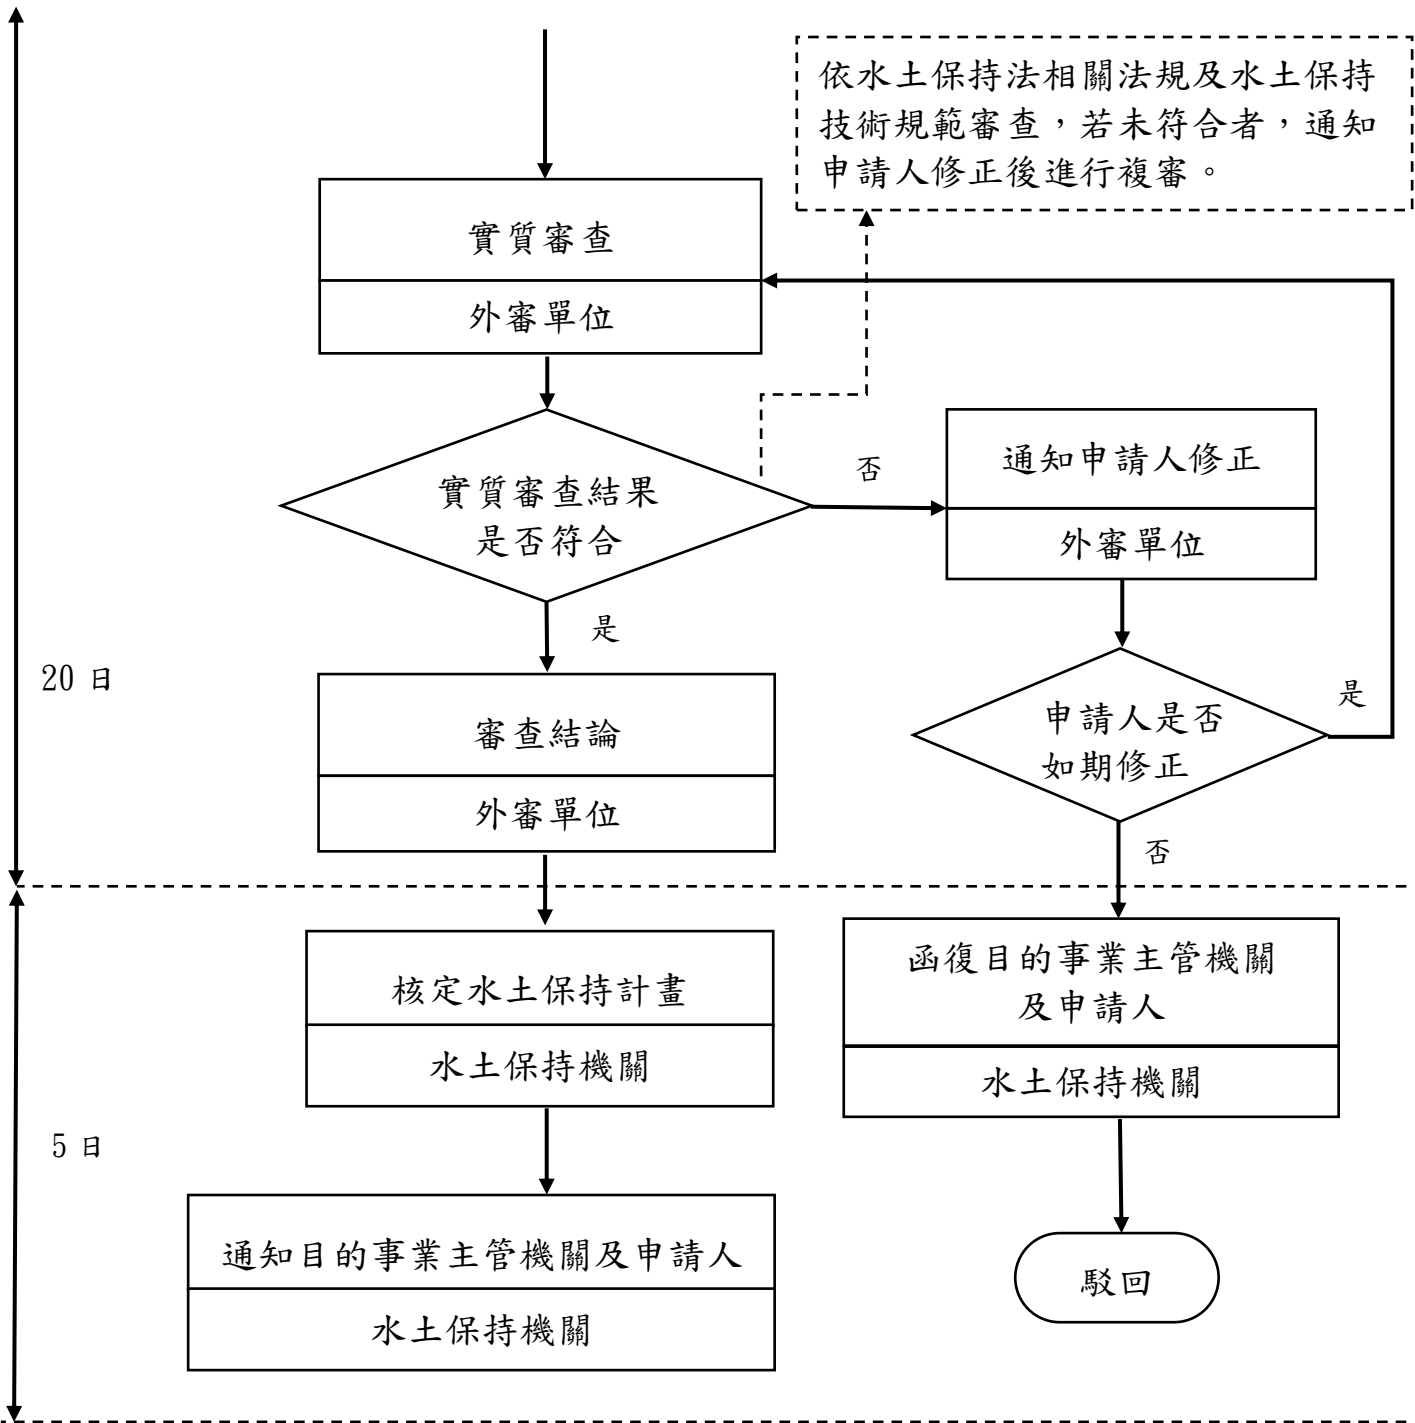 依水土保持法相關法規及水土保持
技術規範審查，若未符合者，通知
申請人修正後進行複審。
實質審查
外審單位
實質審查結果
是否符合
否
通知申請人修正
外審單位
是
20 日
審查結論
外審單位
申請人是否
如期修正
是
否
核定水土保持計畫
水土保持機關
函復目的事業主管機關
及申請人
水土保持機關
5 日
通知目的事業主管機關及申請人
水土保持機關
駁回